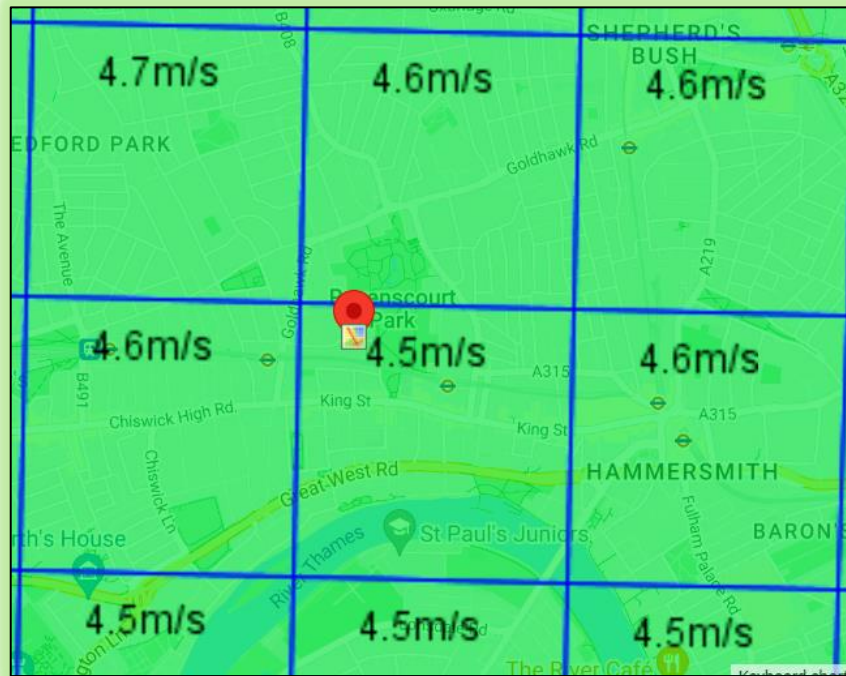 B408
SHEPHERD'S
BUSH
4.7m/s
4.6m/s
4.6m/s
EDFORD PARK
Goldhawk Rd
The Avenue
A219
Goldhawk Rd
Park
4.6m/s
4.5m/s
4.6m/s
B491
A315
King St
A315
Chiswick High Rd
King St
Great West Rd
HAMMERSMITH
Chiswick Ln
rth's House
St Paul's Juniors
River Thames
Fulham Palace Rd
BARON'S
4.5m/s
4.5m/s
4.5m/s
gton Ln
The River Café